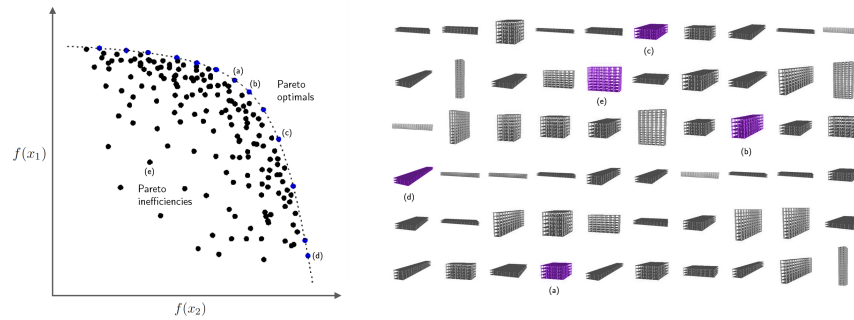 (a)
(b)
Pareto
optimals
(c)
f(x₁)
(e)
Pareto
inefficiencies
(d)
f(x₂)
(c)
(e)
(b)
(d)
(a)